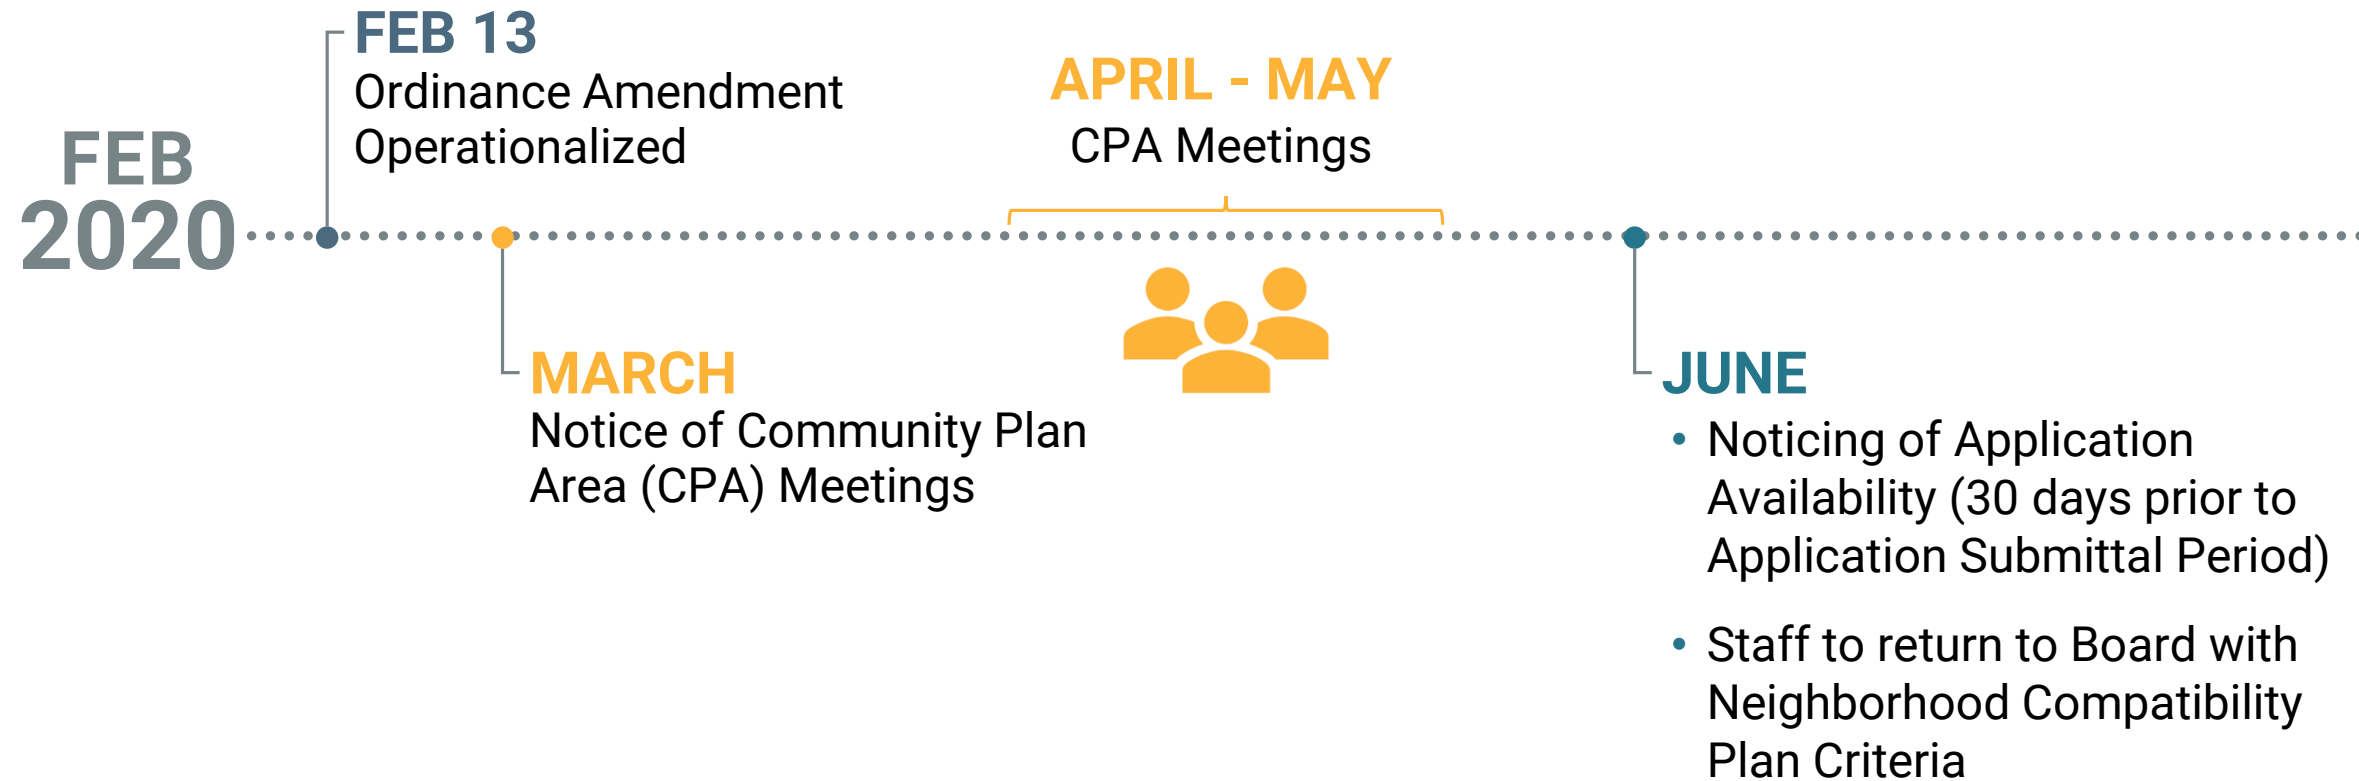 FEB
2020
FEB 13
Ordinance Amendment
Operationalized
MARCH
Notice of Community Plan
Area (CPA) Meetings
APRIL - MAY
CPA Meetings
JUNE
• Noticing of Application
Availability (30 days prior to
Application Submittal Period)
• Staff to return to Board with
Neighborhood Compatibility
Plan Criteria